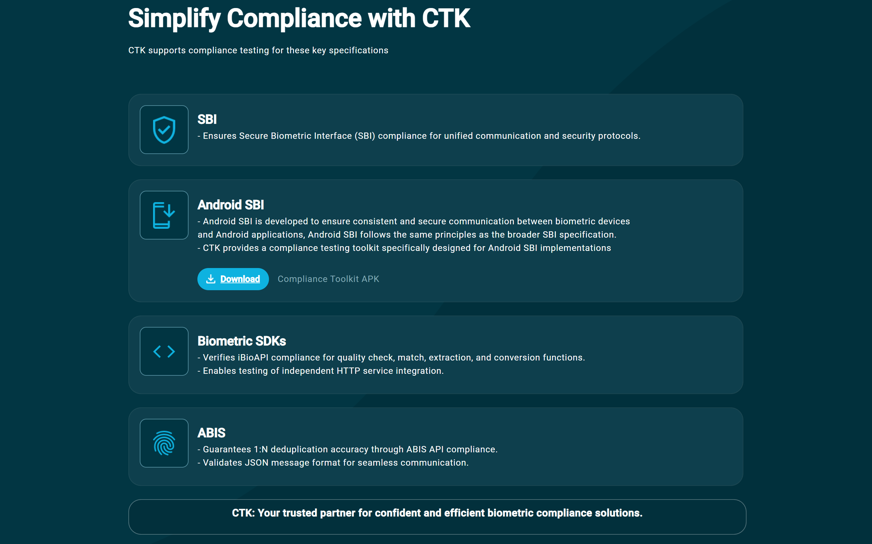 Simplify Compliance with CTK
CTK supports compliance testing for these key specifications
SBI
- Ensures Secure Biometric Interface (SBI) compliance for unified communication and security protocols.
Android SBI
- Android SBI is developed to ensure consistent and secure communication between biometric devices
and Android applications, Android SBI follows the same principles as the broader SBI specification.
- CTK provides a compliance testing toolkit specifically designed for Android SBI implementations
Download Compliance Toolkit APK
Biometric SDKs
- Verifies iBioAPI compliance for quality check, match, extraction, and conversion functions.
- Enables testing of independent HTTP service integration.
ABIS
- Guarantees 1:N deduplication accuracy through ABIS API compliance.
- Validates JSON message format for seamless communication.
CTK: Your trusted partner for confident and efficient biometric compliance solutions.